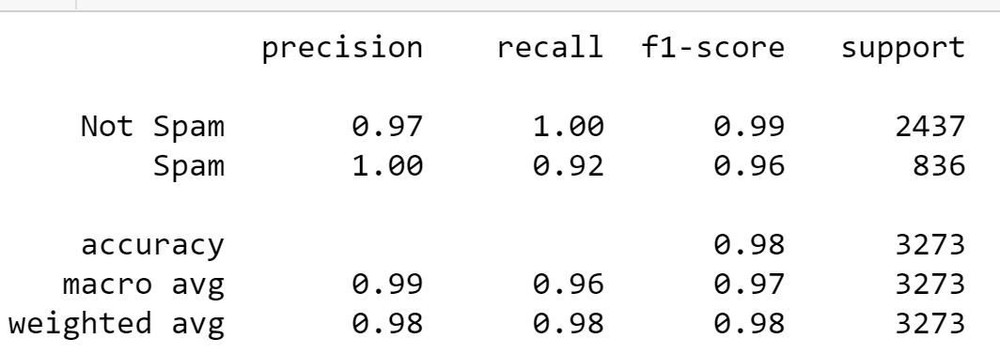 precision recall f1-score support
Not Spam 0.97 1.00 0.99 2437
Spam 1.00 0.92 0.96 836
accuracy 0.98 3273
macro avg 0.99 0.96 0.97 3273
weighted avg 0.98 0.98 0.98 3273